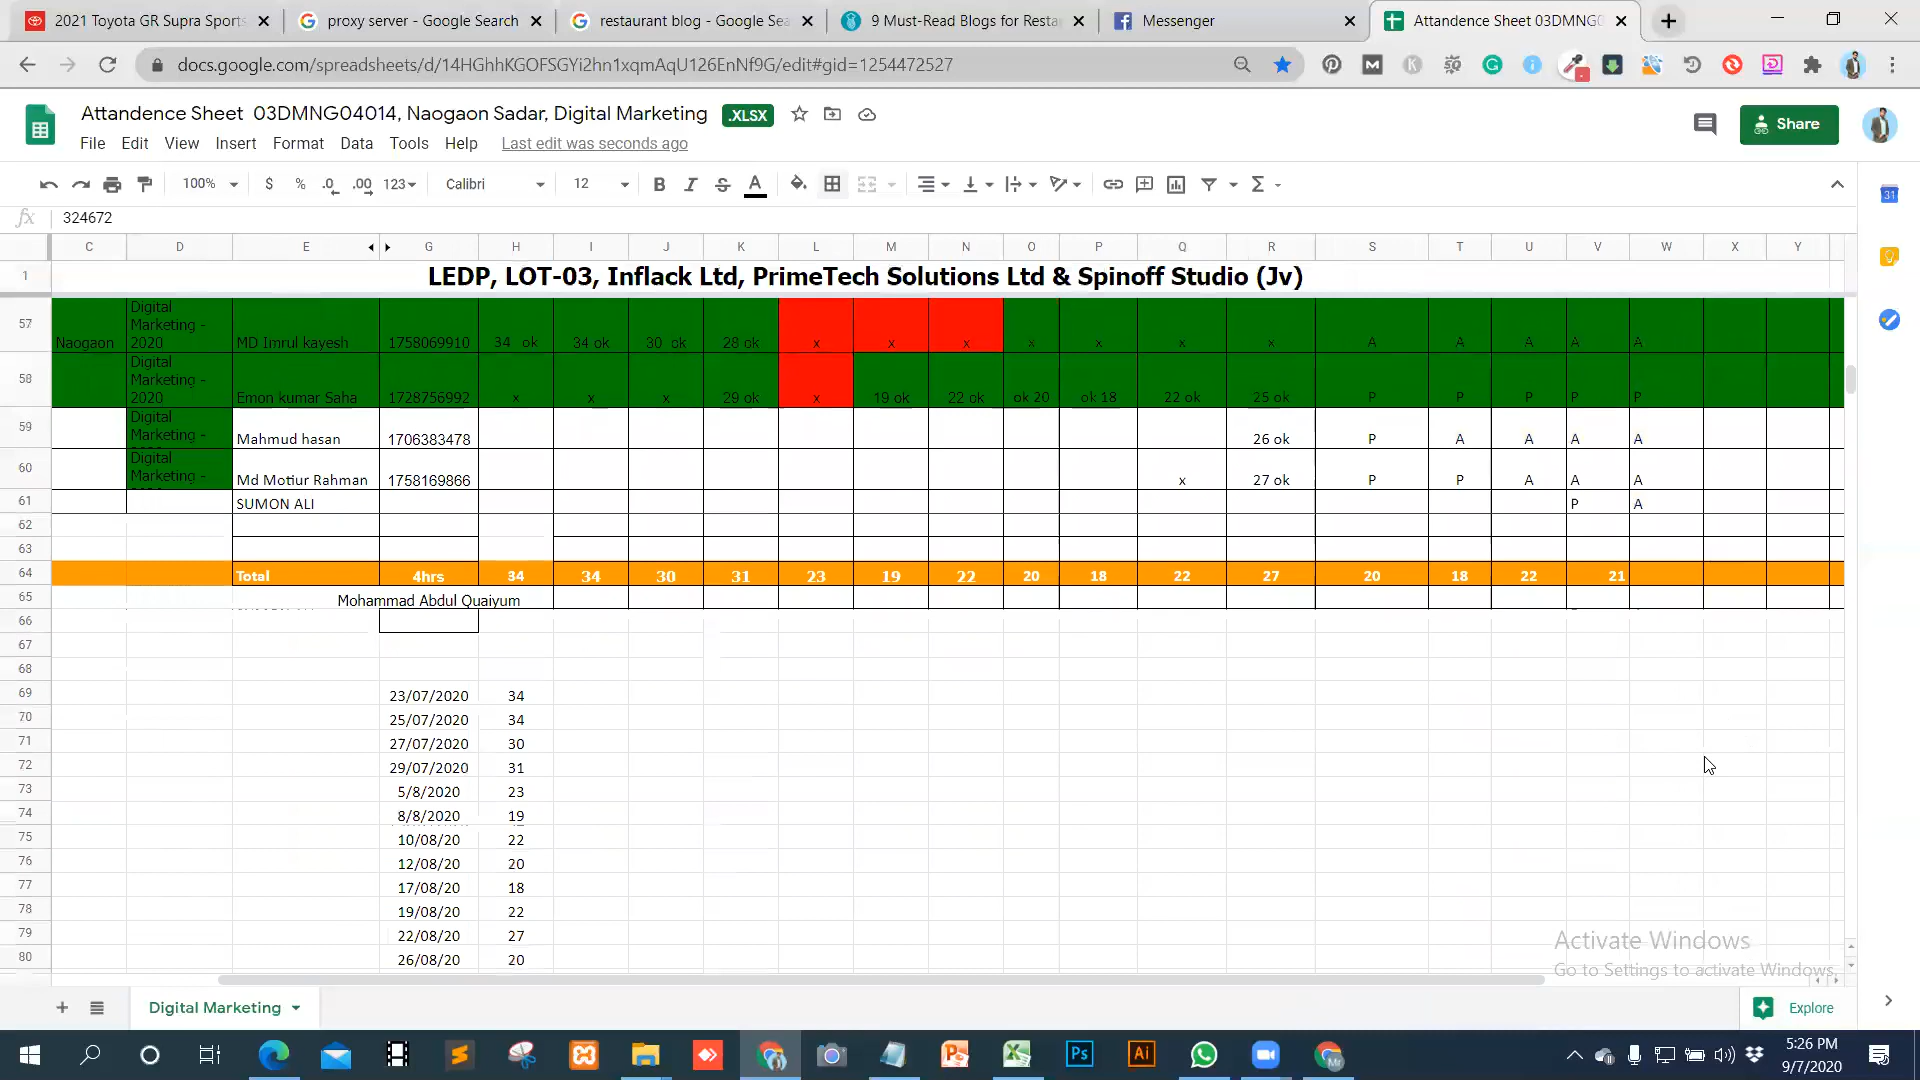 2021 Toyota GR Supra Sports
proxy server - Google Search
restaurant blog - Google Sea
9 Must-Read Blogs for Resta
Messenger
Attandence Sheet 03DMNG0
docs.google.com/spreadsheets/d/14HGhhKGOFSGYi2hn1xqmAqU126EnNf9G/edit#gid=1254472527
Attandence Sheet 03DMNG04014, Naogaon Sadar, Digital Marketing .XLSX
Share
File Edit View Insert Format Data Tools Help Last edit was seconds ago
100% $ % .0 .00 123 Calibri 12 B I S A
fx 324672
C D E G H I J K L M N O P Q R S T U V W X Y
1 LEDP, LOT-03, Inflack Ltd, PrimeTech Solutions Ltd & Spinoff Studio (Jv)
57 Naogaon Digital Marketing - 2020 MD Imrul kayesh 1758069910 34 ok 34 ok 30 ok 28 ok x x x x x x x A A A A A
58 Digital Marketing - 2020 Emon kumar Saha 1728756992 x x x 29 ok x 19 ok 22 ok ok 20 ok 18 22 ok 25 ok P P P P P
59 Digital Marketing - Mahmud hasan 1706383478 26 ok P A A A A
60 Digital Marketing - Md Motiur Rahman 1758169866 x 27 ok P P A A A
61 SUMON ALI P A
62
63
64 Total 4hrs 34 34 30 31 23 19 22 20 18 22 27 20 18 22 21
65 Mohammad Abdul Quaiyum
66
67
68
69 23/07/2020 34
70 25/07/2020 34
71 27/07/2020 30
72 29/07/2020 31
73 5/8/2020 23
74 8/8/2020 19
75 10/08/20 22
76 12/08/20 20
77 17/08/20 18
78 19/08/20 22
79 22/08/20 27
80 26/08/20 20
Activate Windows
Go to Settings to activate Windows.
Digital Marketing
Explore
5:26 PM
9/7/2020